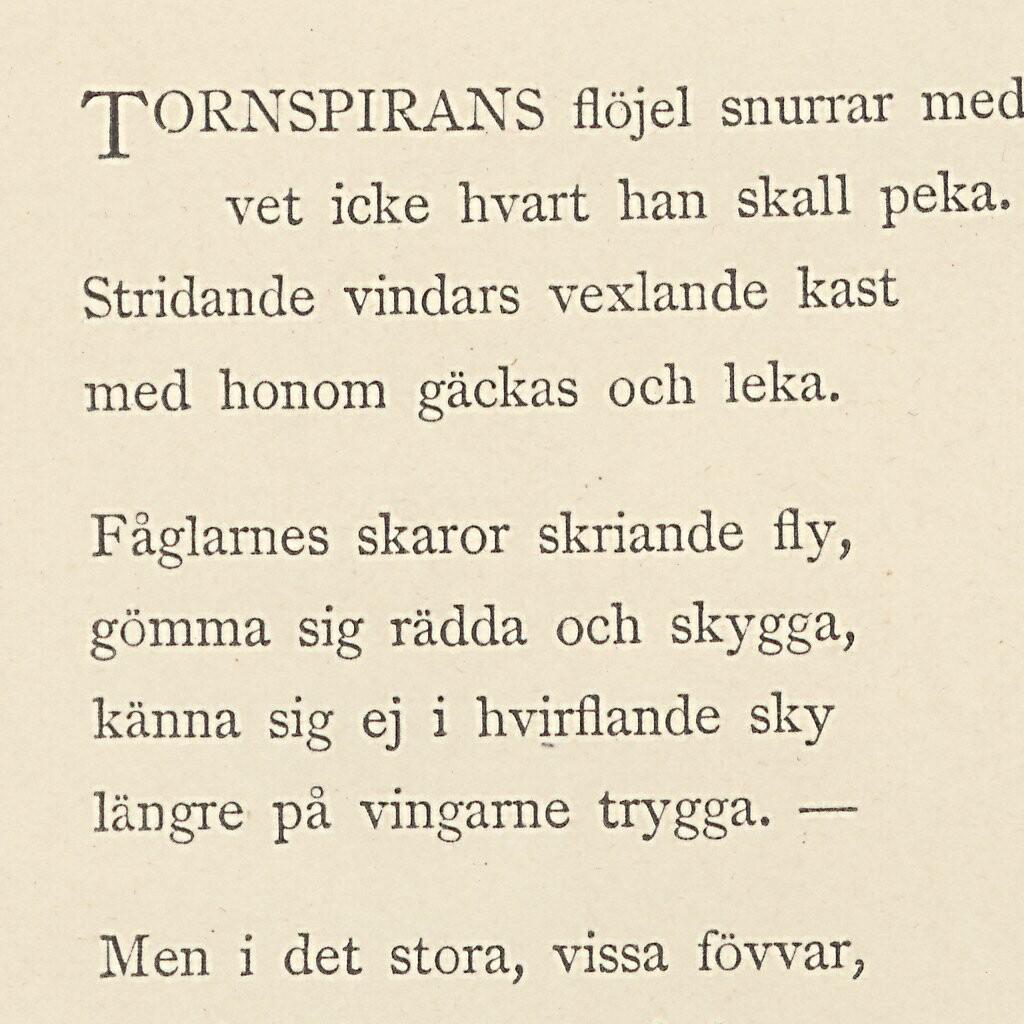 TORNSPIRANS flöjel snurrar med
vet icke hvart han skall peka.
Stridande vindars vexlande kast
med honom gäckas och leka.
Fåglarnes skaror skriande fly,
gömma sig rädda och skygga,
känna sig ej i hvirflande sky
längre på vingarne trygga. —
Men i det stora, vissa fövvar,